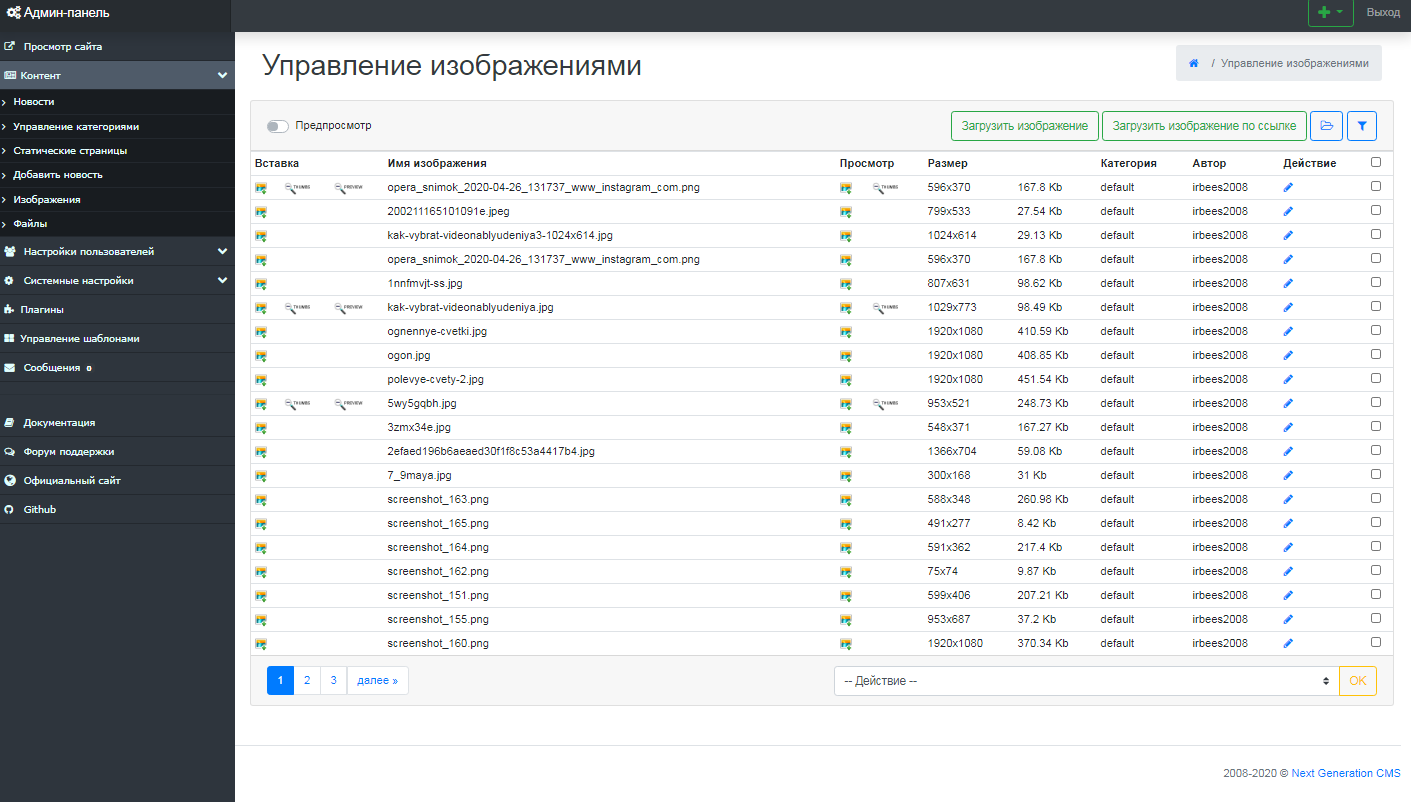 Админ-панель
Выход
Просмотр сайта
Контент
Новости
Управление категориями
Статические страницы
Добавить новость
Изображения
Файлы
Настройки пользователей
Системные настройки
Плагины
Управление шаблонами
Сообщения 0
Документация
Форум поддержки
Официальный сайт
Github
Управление изображениями
/ Управление изображениями
Предпросмотр
Загрузить изображение
Загрузить изображение по ссылке
Вставка Имя изображения Просмотр Размер Категория Автор Действие
THUMBS PREVIEW opera_snimok_2020-04-26_131737_www_instagram_com.png THUMBS 596x370 167.8 Kb default irbees2008
200211165101091e.jpeg 799x533 27.54 Kb default irbees2008
kak-vybrat-videonablyudeniya3-1024x614.jpg 1024x614 29.13 Kb default irbees2008
opera_snimok_2020-04-26_131737_www_instagram_com.png 596x370 167.8 Kb default irbees2008
1nnfmvjt-ss.jpg 807x631 98.62 Kb default irbees2008
THUMBS PREVIEW kak-vybrat-videonablyudeniya.jpg THUMBS 1029x773 98.49 Kb default irbees2008
ognennye-cvetki.jpg 1920x1080 410.59 Kb default irbees2008
ogon.jpg 1920x1080 408.85 Kb default irbees2008
polevye-cvety-2.jpg 1920x1080 451.54 Kb default irbees2008
THUMBS PREVIEW 5wy5gqbh.jpg THUMBS 953x521 248.73 Kb default irbees2008
3zmx34e.jpg 548x371 167.27 Kb default irbees2008
2efaed196b6aeaed30f1f8c53a4417b4.jpg 1366x704 59.08 Kb default irbees2008
7_9maya.jpg 300x168 31 Kb default irbees2008
screenshot_163.png 588x348 260.98 Kb default irbees2008
screenshot_165.png 491x277 8.42 Kb default irbees2008
screenshot_164.png 591x362 217.4 Kb default irbees2008
screenshot_162.png 75x74 9.87 Kb default irbees2008
screenshot_151.png 599x406 207.21 Kb default irbees2008
screenshot_155.png 953x687 37.2 Kb default irbees2008
screenshot_160.png 1920x1080 370.34 Kb default irbees2008
1 2 3 далее »
-- Действие --
OK
2008-2020 © Next Generation CMS